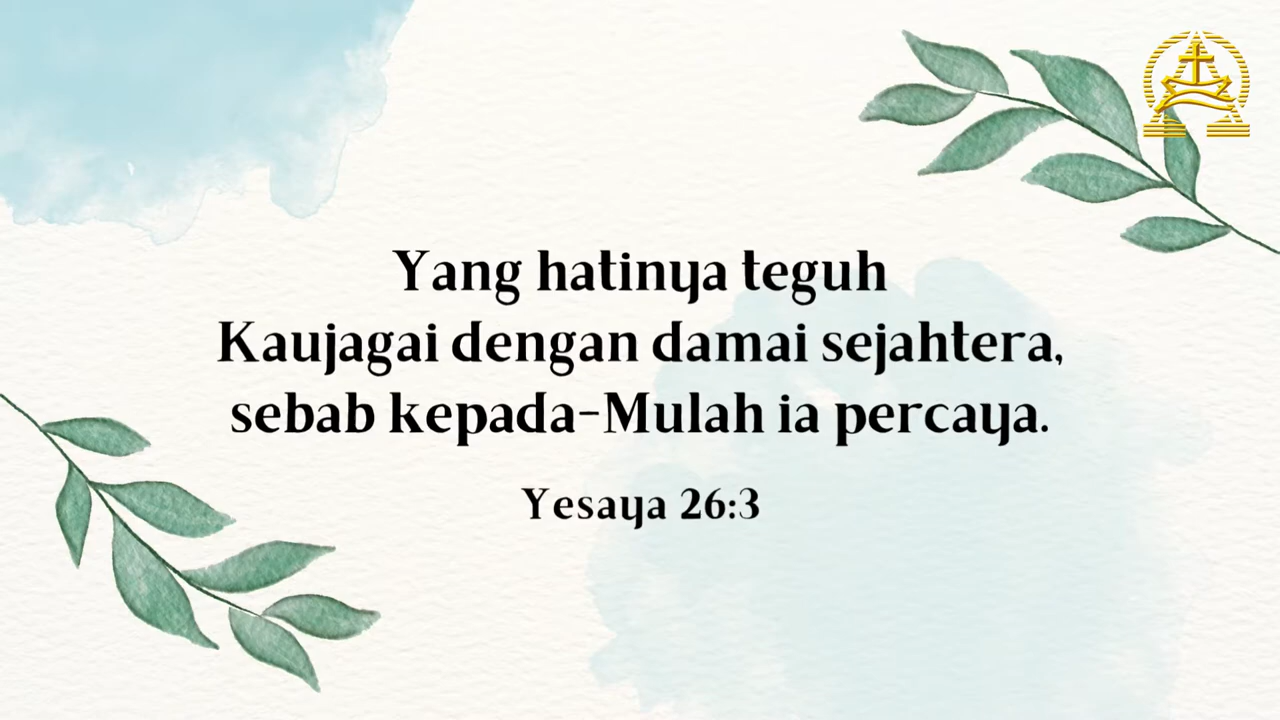 Yang hatinya teguh
Kaujagai dengan damai sejahtera,
sebab kepada-Mulah ia percaya.
Yesaya 26:3